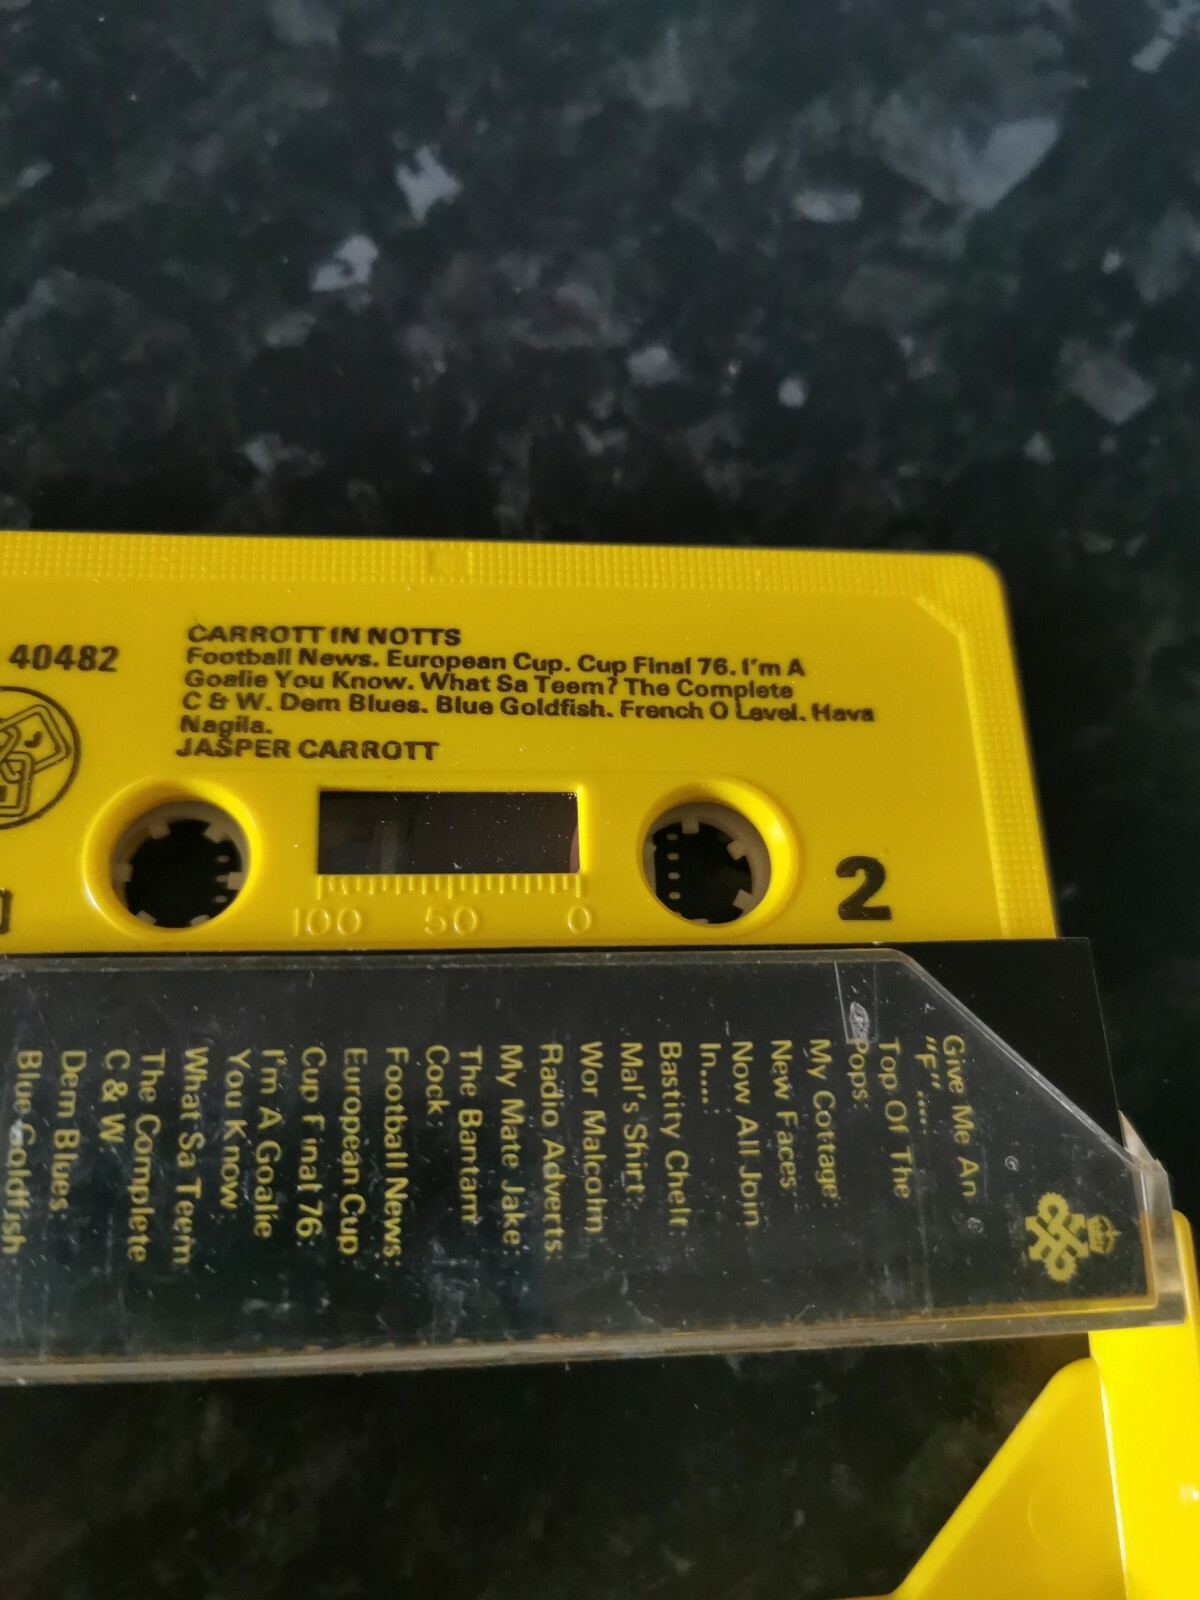 40482
CARROTT IN NOTTS
Football News. European Cup. Cup Final 76. I'm A
Goalie You Know. What Sa Teem? The Complete
C & W. Dem Blues. Blue Goldfish. French O Level. Hava
Nagila.
JASPER CARROTT
100 50 0
2
Give Me An
"F"....:
Top Of The
Pops:
My Cottage:
New Faces:
Now All Join
In....:
Bastity Chelt:
Mal's Shirt:
Wor Malcolm:
Radio Adverts:
My Mate Jake:
The Bantam
Cock:
Football News:
European Cup:
Cup Final 76:
I'm A Goalie
You Know:
What Sa Teem:
The Complete
C & W:
Dem Blues:
Blue Goldfish